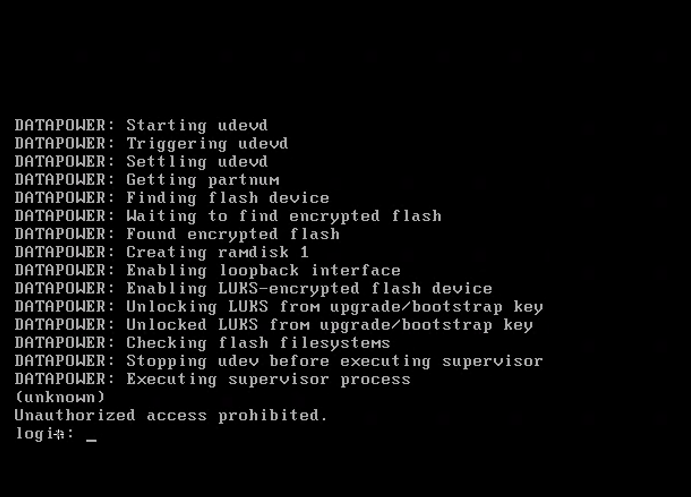 DATAPOWER: Starting udevd
DATAPOWER: Triggering udevd
DATAPOWER: Settling udevd
DATAPOWER: Getting partnum
DATAPOWER: Finding flash device
DATAPOWER: Waiting to find encrypted flash
DATAPOWER: Found encrypted flash
DATAPOWER: Creating ramdisk 1
DATAPOWER: Enabling loopback interface
DATAPOWER: Enabling LUKS-encrypted flash device
DATAPOWER: Unlocking LUKS from upgrade/bootstrap key
DATAPOWER: Unlocked LUKS from upgrade/bootstrap key
DATAPOWER: Checking flash filesystems
DATAPOWER: Stopping udev before executing supervisor
DATAPOWER: Executing supervisor process
(unknown)
Unauthorized access prohibited.
login: _